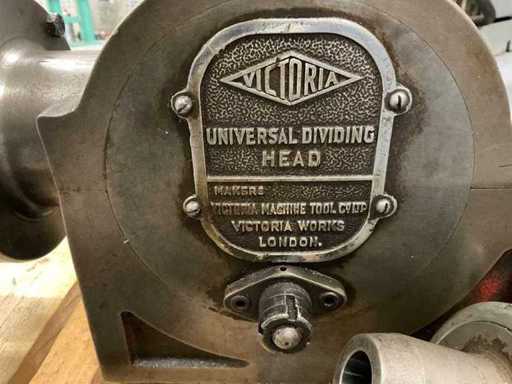 VICTORIA
UNIVERSAL DIVIDING
HEAD
MAKERS
VICTORIA MACHINE TOOL CO LTD
VICTORIA WORKS
LONDON.